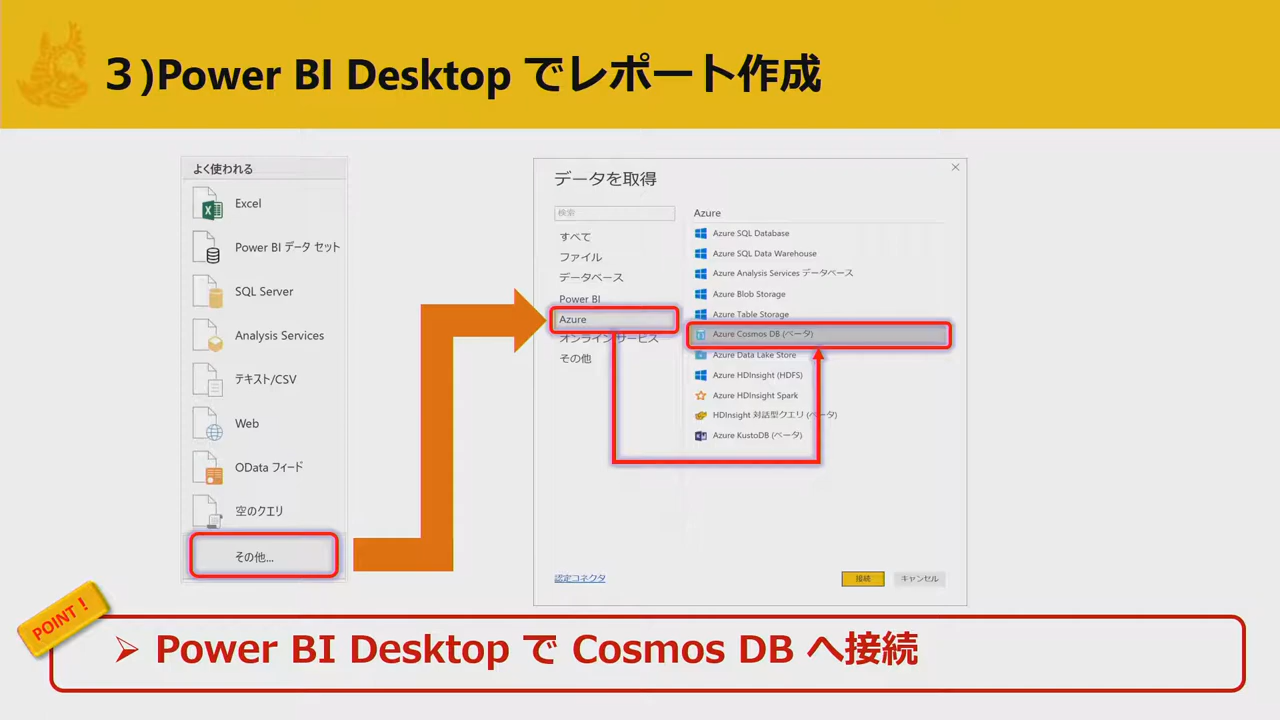 ３)Power BI Desktop でレポート作成
よく使われる
Excel
Power BI データ セット
SQL Server
Analysis Services
テキスト/CSV
Web
OData フィード
空のクエリ
その他...
データを取得
検索
すべて
ファイル
データベース
Power BI
Azure
オンライン サービス
その他
Azure
Azure SQL Database
Azure SQL Data Warehouse
Azure Analysis Services データベース
Azure Blob Storage
Azure Table Storage
Azure Cosmos DB (ベータ)
Azure Data Lake Store
Azure HDInsight (HDFS)
Azure HDInsight Spark
HDInsight 対話型クエリ (ベータ)
Azure KustoDB (ベータ)
認定コネクタ
接続
キャンセル
POINT！
➢ Power BI Desktop で Cosmos DB へ接続